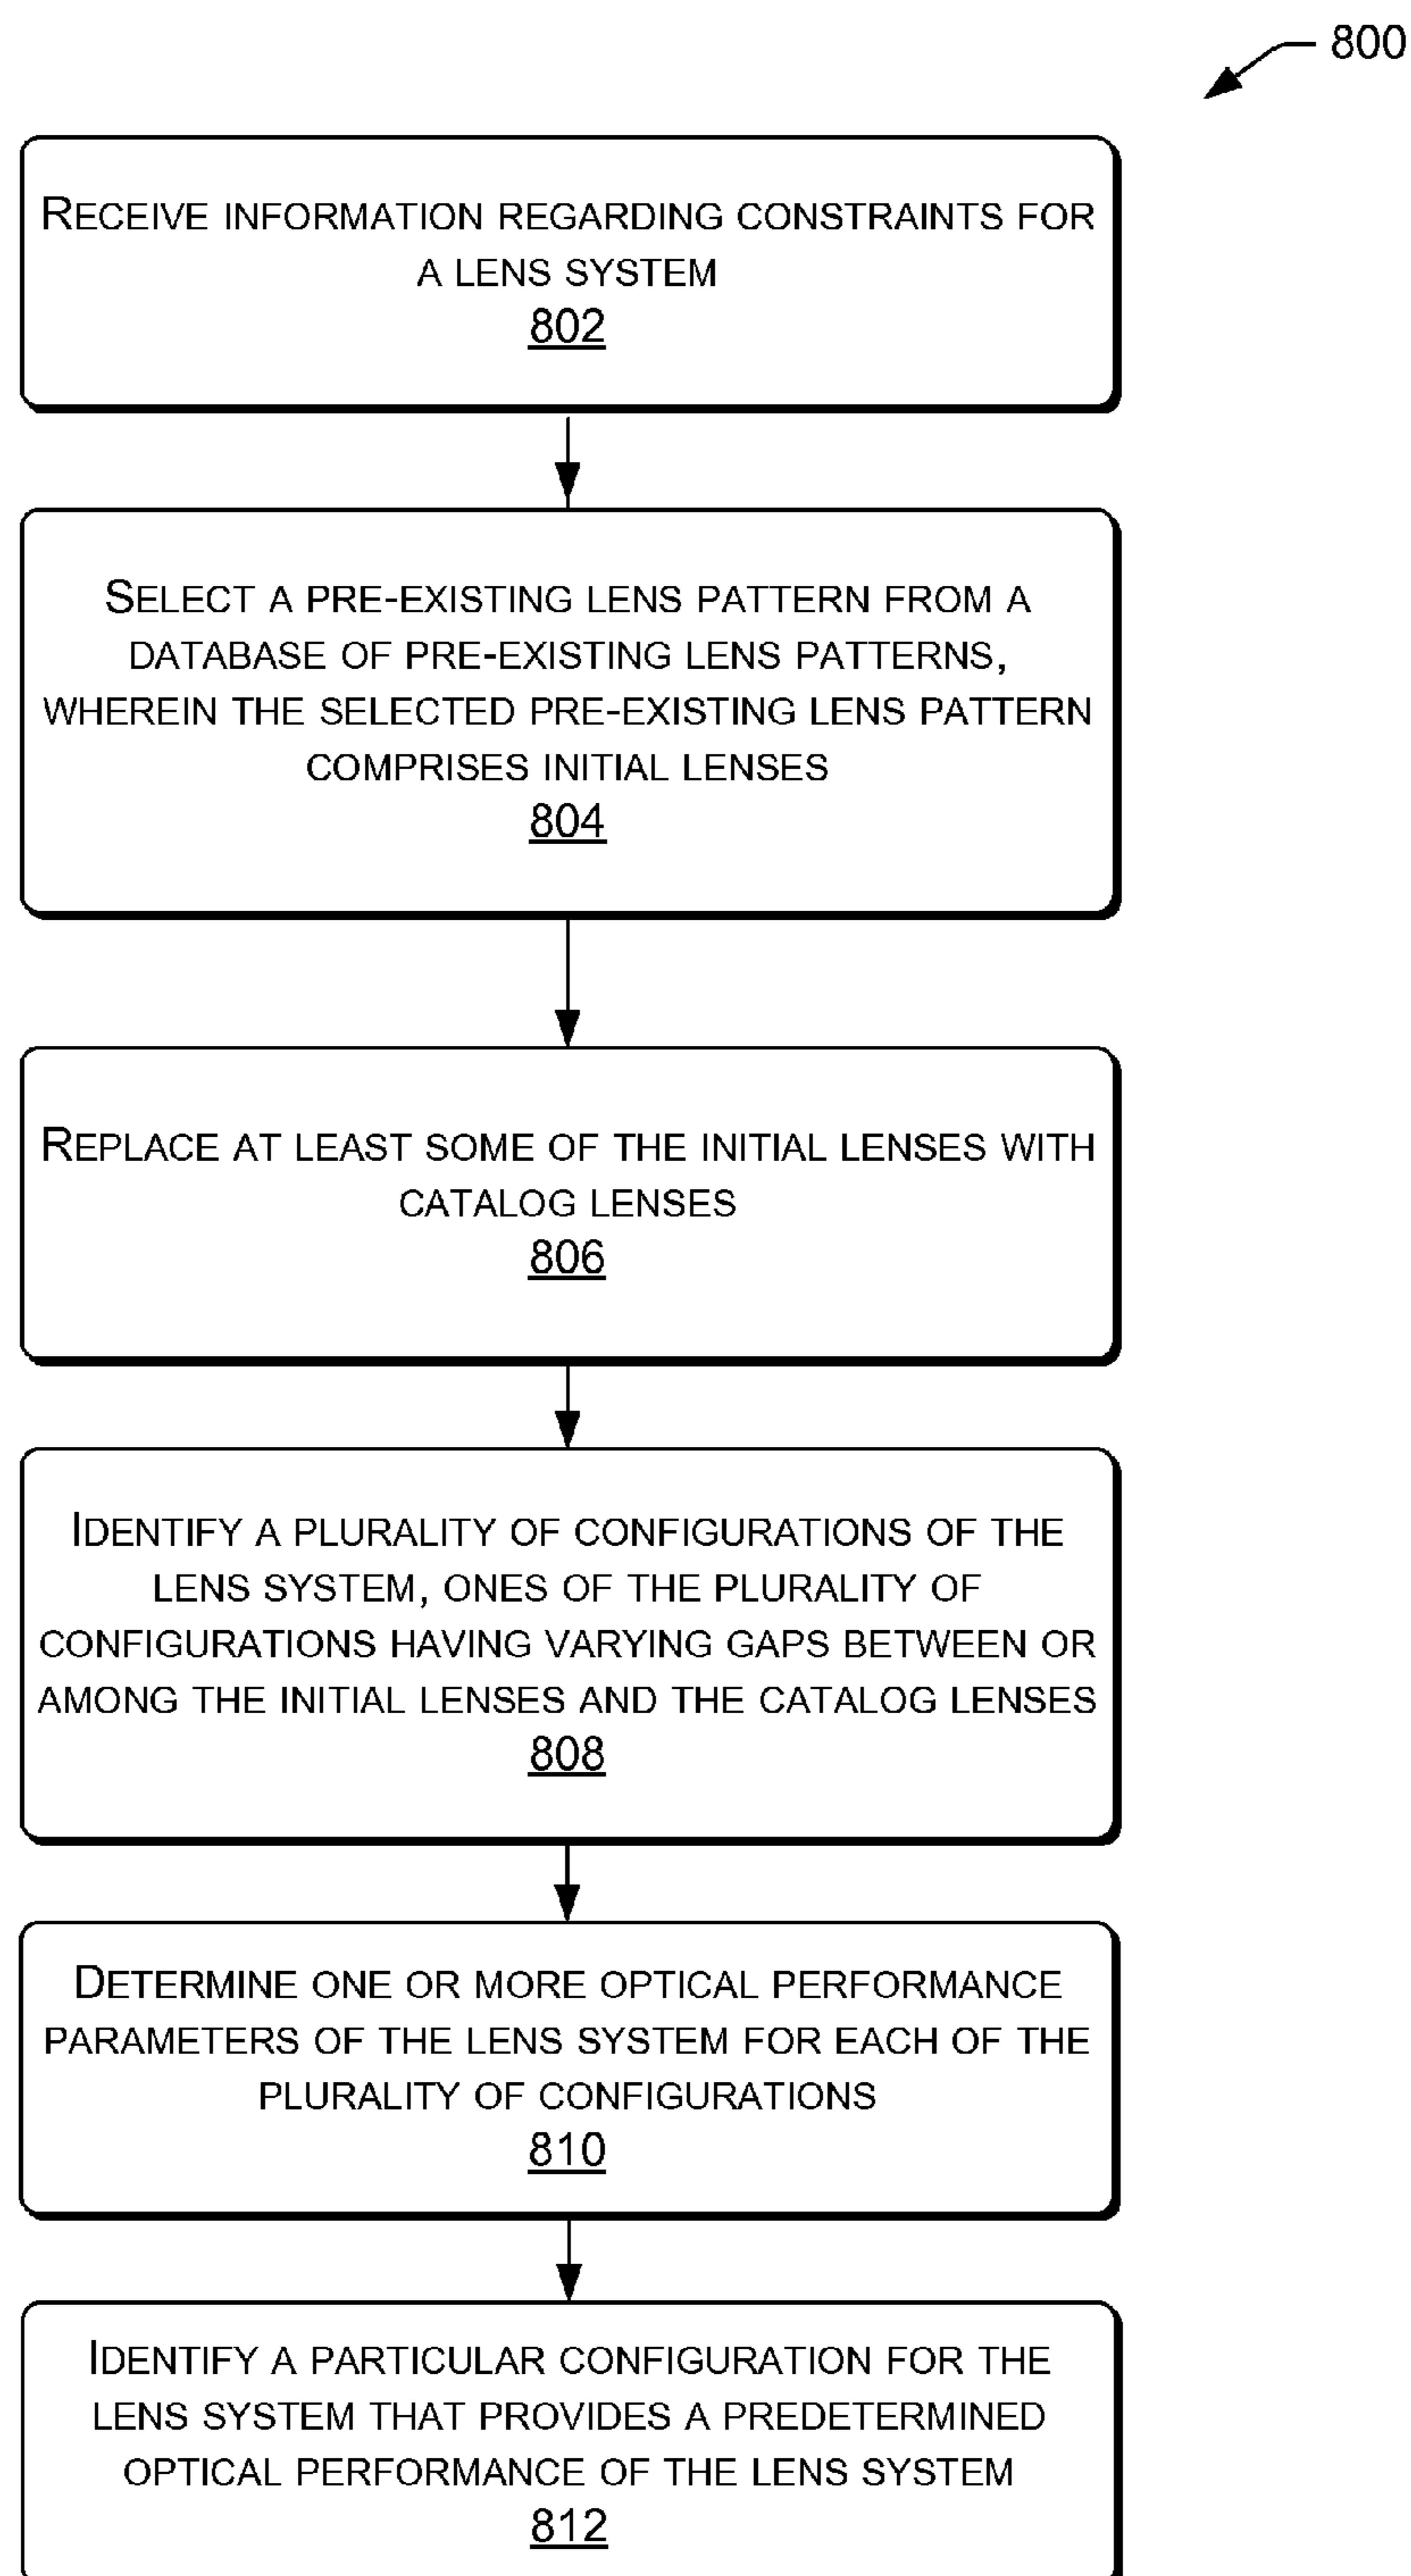 800
RECEIVE INFORMATION REGARDING CONSTRAINTS FOR
A LENS SYSTEM
802
SELECT A PRE-EXISTING LENS PATTERN FROM A
DATABASE OF PRE-EXISTING LENS PATTERNS,
WHEREIN THE SELECTED PRE-EXISTING LENS PATTERN
COMPRISES INITIAL LENSES
804
REPLACE AT LEAST SOME OF THE INITIAL LENSES WITH
CATALOG LENSES
806
IDENTIFY A PLURALITY OF CONFIGURATIONS OF THE
LENS SYSTEM, ONES OF THE PLURALITY OF
CONFIGURATIONS HAVING VARYING GAPS BETWEEN OR
AMONG THE INITIAL LENSES AND THE CATALOG LENSES
808
DETERMINE ONE OR MORE OPTICAL PERFORMANCE
PARAMETERS OF THE LENS SYSTEM FOR EACH OF THE
PLURALITY OF CONFIGURATIONS
810
IDENTIFY A PARTICULAR CONFIGURATION FOR THE
LENS SYSTEM THAT PROVIDES A PREDETERMINED
OPTICAL PERFORMANCE OF THE LENS SYSTEM
812